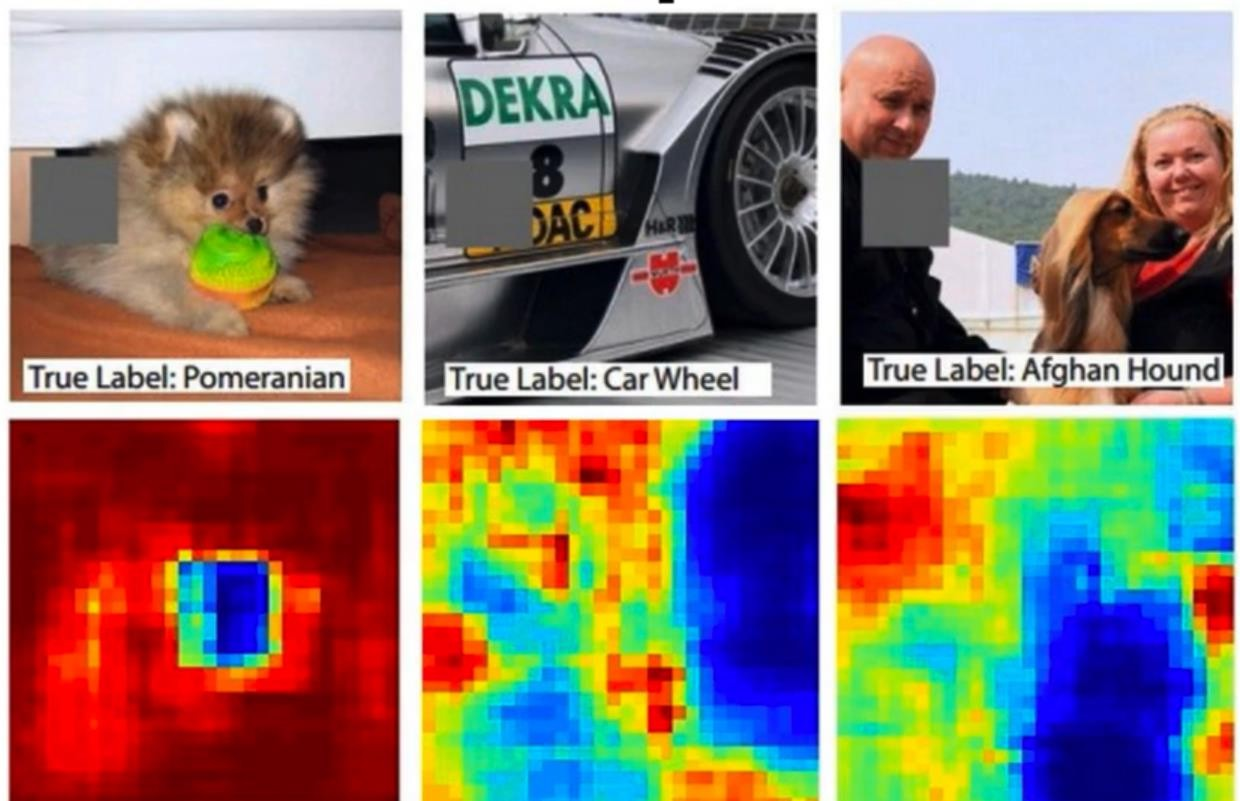 True Label: Pomeranian
DEKRA
8
DAC
H&R
True Label: Car Wheel
True Label: Afghan Hound